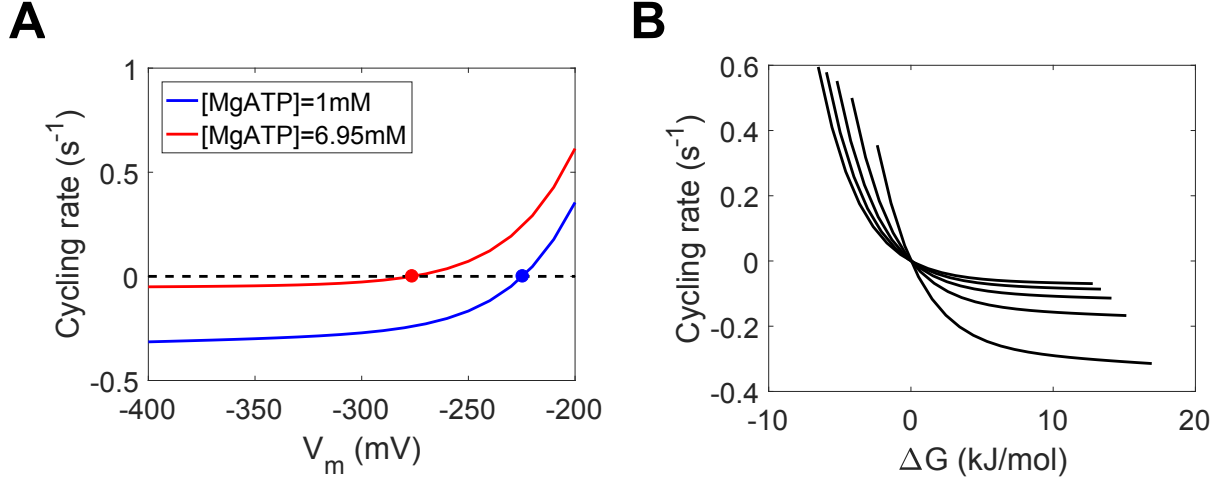 A
B
1
0.5
0
-0.5
Cycling rate (s⁻¹)
[MgATP]=1mM
[MgATP]=6.95mM
-400 -350 -300 -250 -200
Vₘ (mV)
0.6
0.4
0.2
0
-0.2
-0.4
Cycling rate (s⁻¹)
-10 0 10 20
ΔG (kJ/mol)